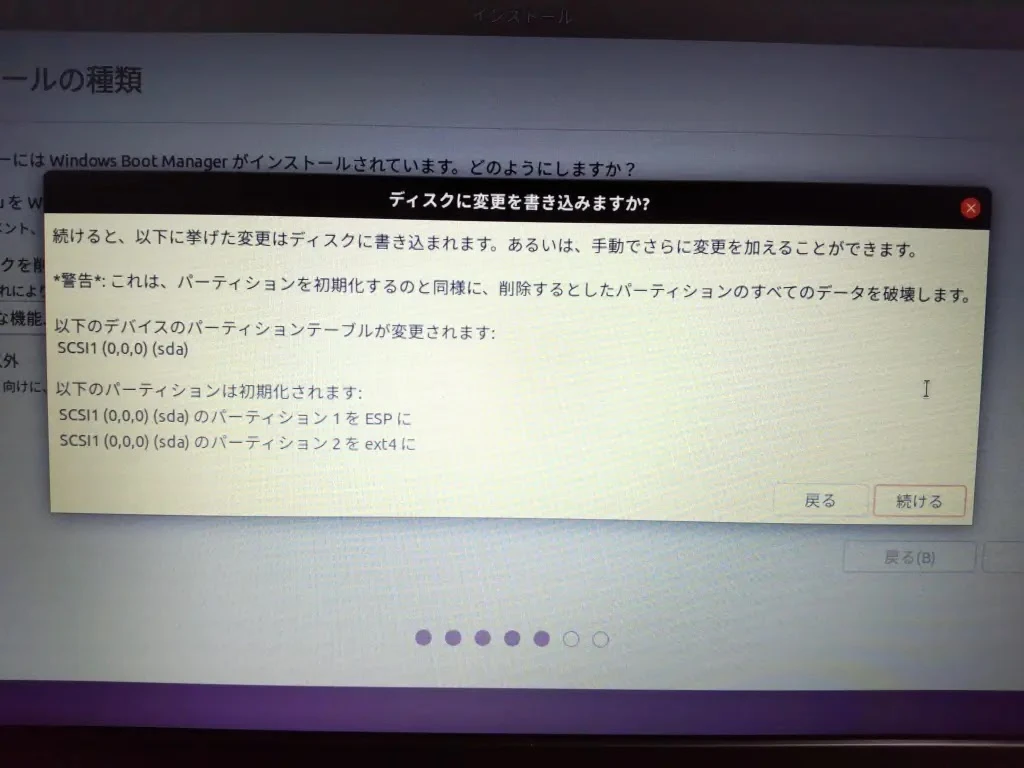 インストール
ールの種類
ーには Windows Boot Manager がインストールされています。どのようにしますか？
u を W
ント、
クを削
れにより
な機能
外
向けに、
ディスクに変更を書き込みますか?
続けると、以下に挙げた変更はディスクに書き込まれます。あるいは、手動でさらに変更を加えることができます。
*警告*: これは、パーティションを初期化するのと同様に、削除するとしたパーティションのすべてのデータを破壊します。
以下のデバイスのパーティションテーブルが変更されます:
SCSI1 (0,0,0) (sda)
以下のパーティションは初期化されます:
SCSI1 (0,0,0) (sda) のパーティション 1 を ESP に
SCSI1 (0,0,0) (sda) のパーティション 2 を ext4 に
戻る
続ける
戻る(B)